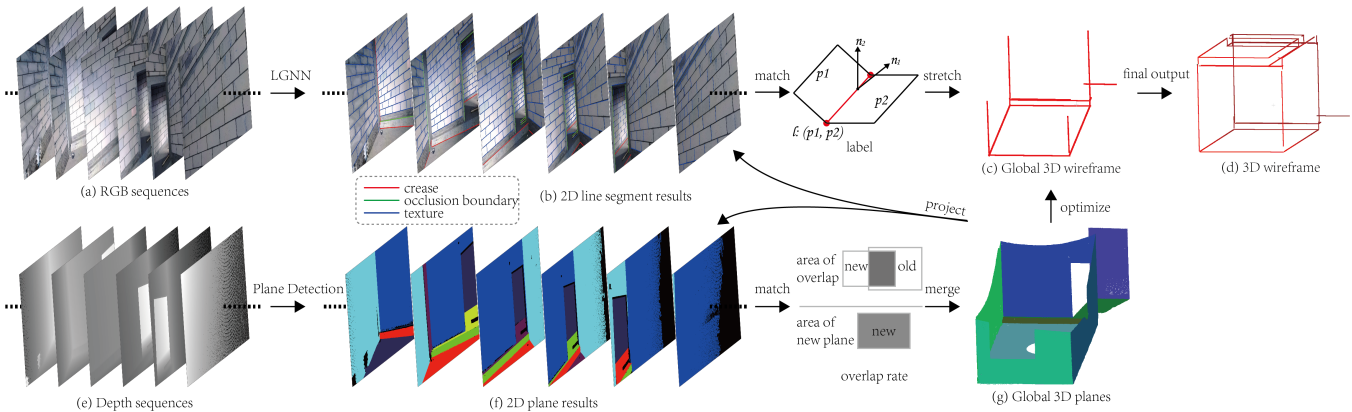 LGNN
match
p1
n2
n1
p2
l: (p1, p2)
label
stretch
final output
(a) RGB sequences
(b) 2D line segment results
(c) Global 3D wireframe
(d) 3D wireframe
crease
occlusion boundary
texture
project
optimize
Plane Detection
match
area of
overlap
new
old
merge
area of
new plane
new
overlap rate
(e) Depth sequences
(f) 2D plane results
(g) Global 3D planes